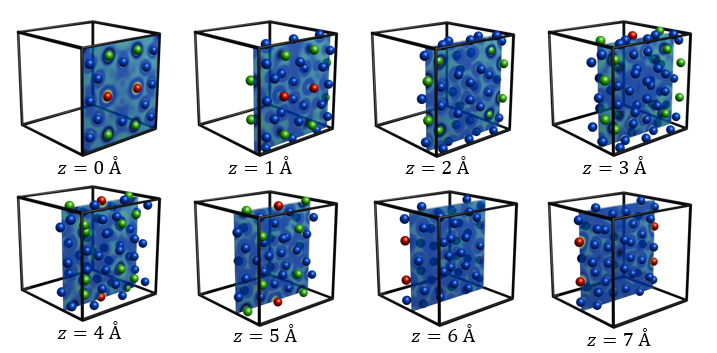 z = 0 Å
z = 1 Å
z = 2 Å
z = 3 Å
z = 4 Å
z = 5 Å
z = 6 Å
z = 7 Å